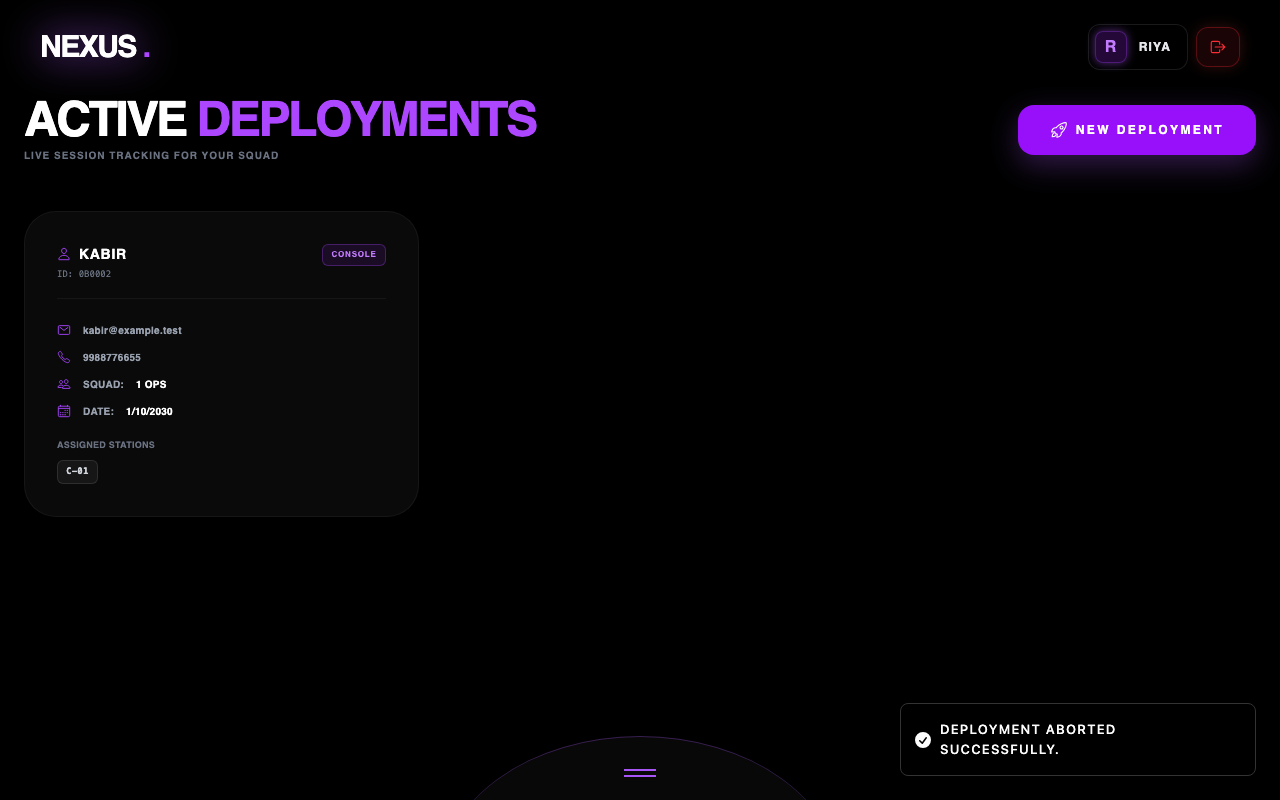 NEXUS .
R RIYA
ACTIVE DEPLOYMENTS
LIVE SESSION TRACKING FOR YOUR SQUAD
NEW DEPLOYMENT
KABIR
CONSOLE
ID: 0B0002
kabir@example.test
9988776655
SQUAD: 1 OPS
DATE: 1/10/2030
ASSIGNED STATIONS
C-01
DEPLOYMENT ABORTED
SUCCESSFULLY.